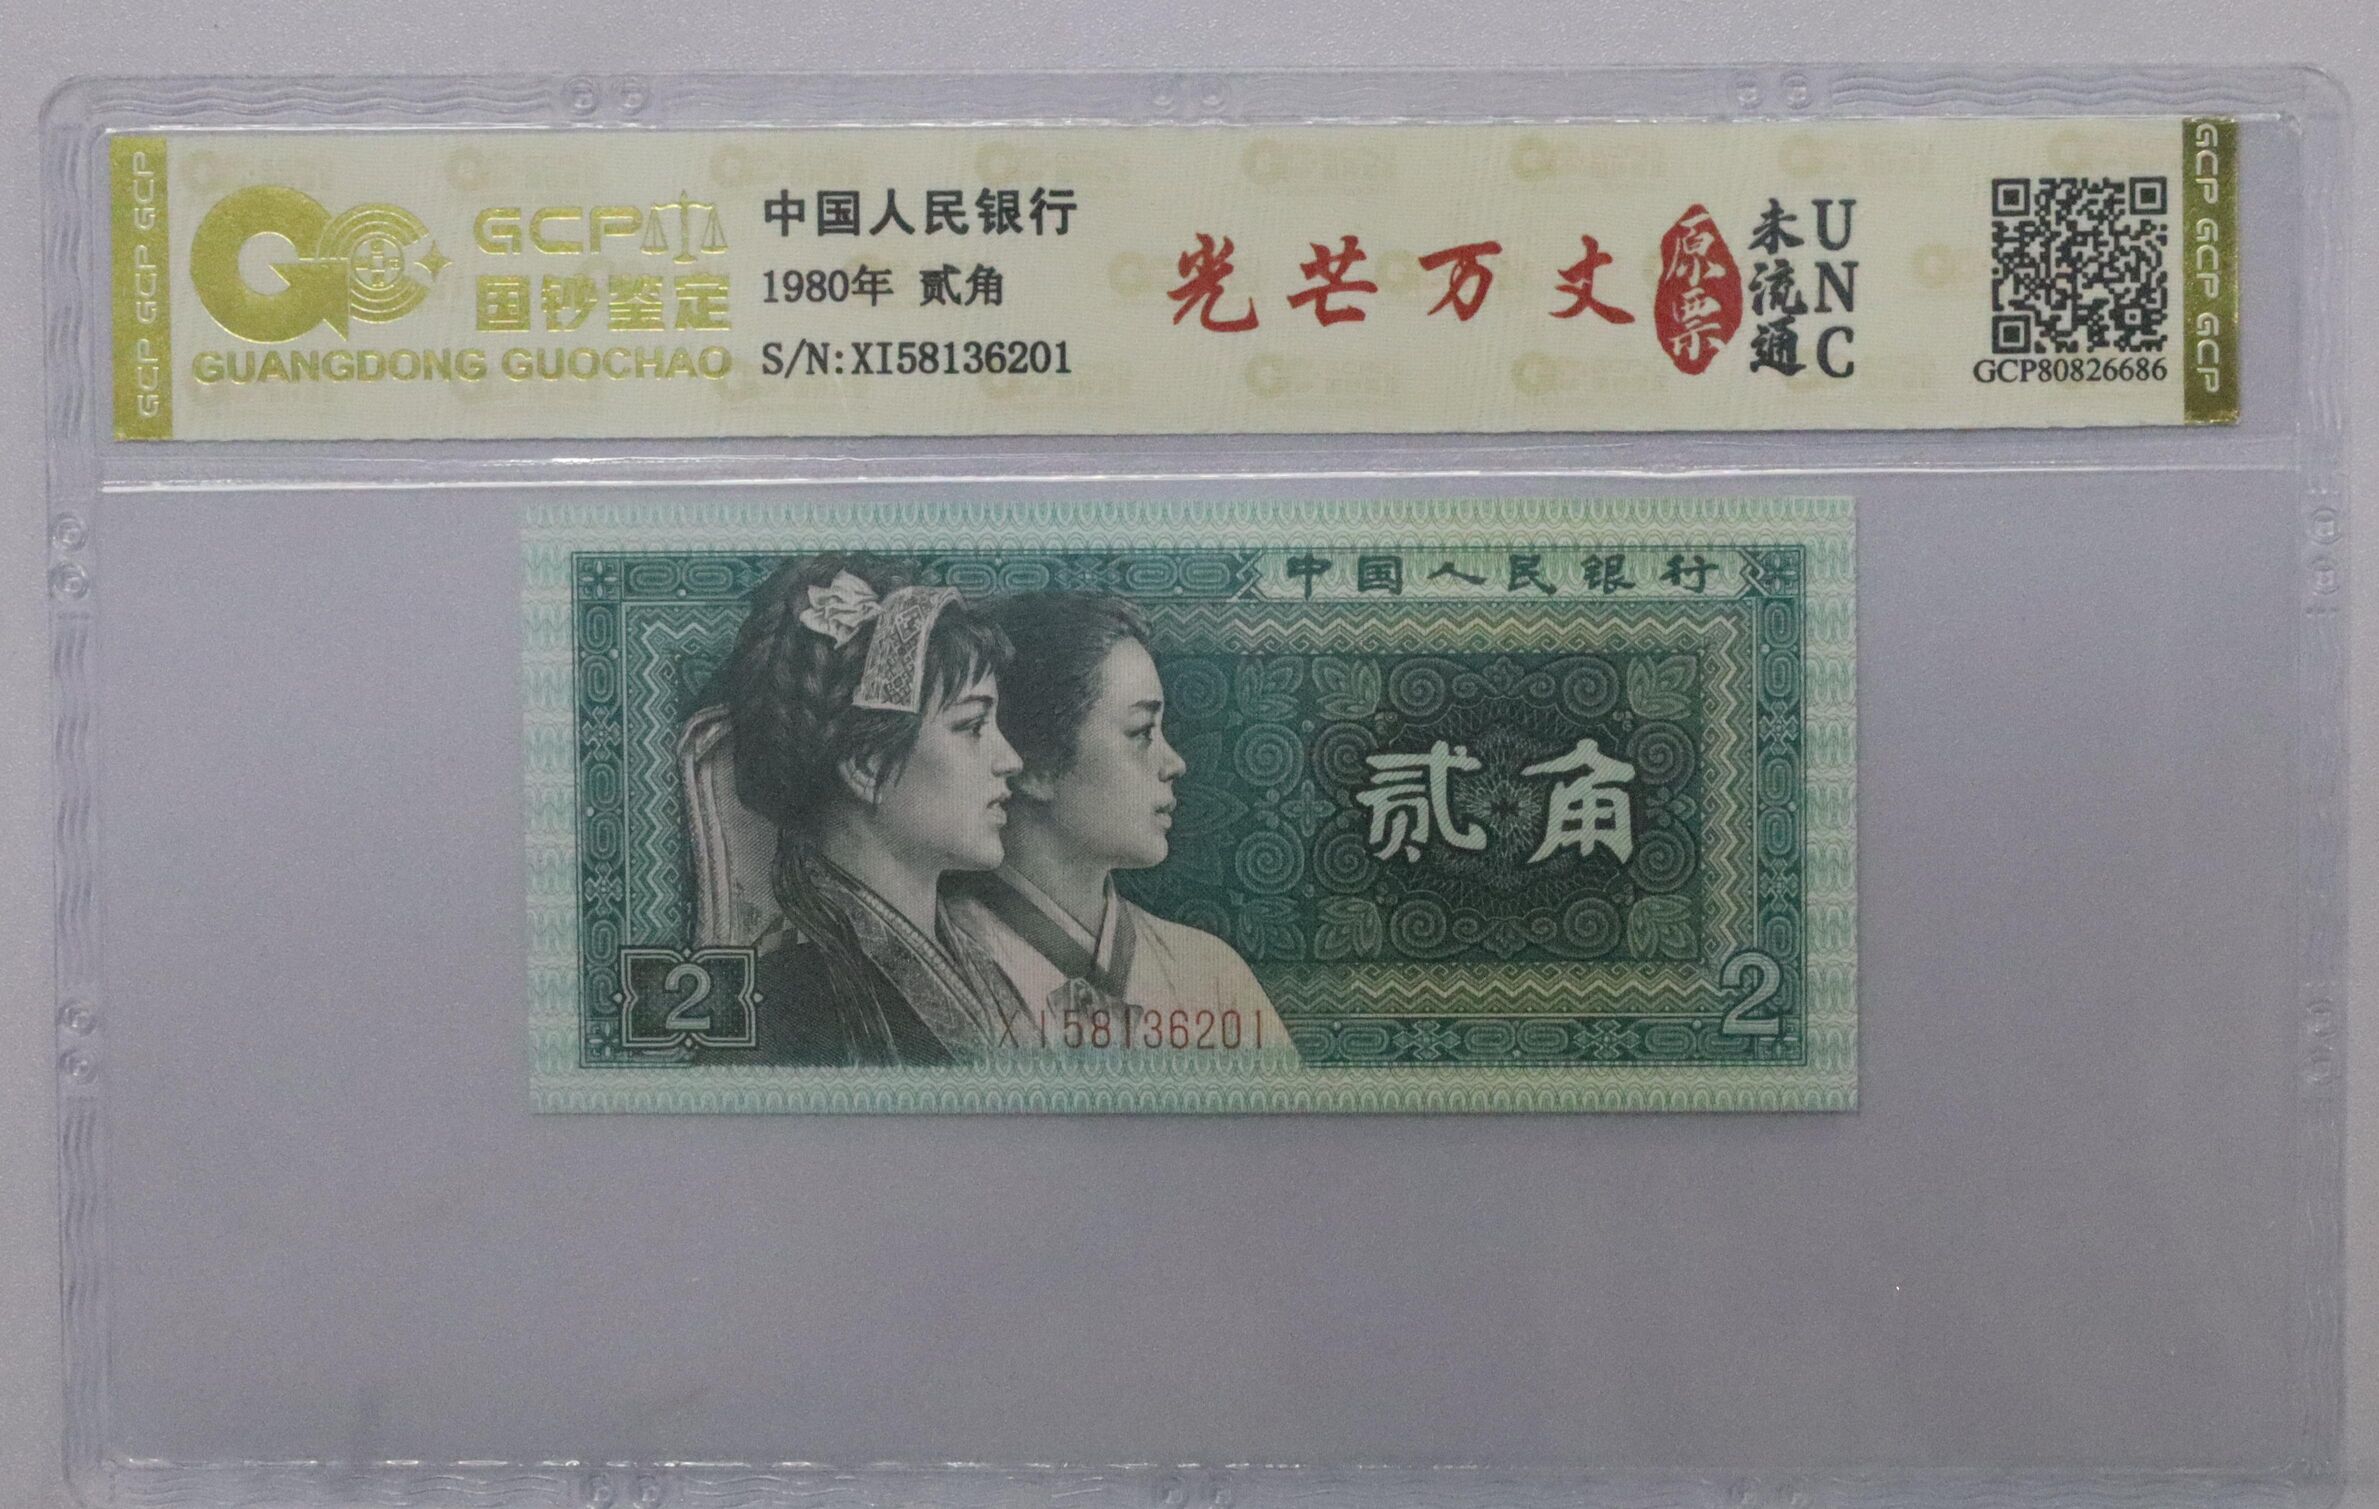 GCP GCP GCP
GCP
国钞鉴定
GUANGDONG GUOCHAO
中国人民银行
1980年 贰角
S/N:XI58136201
光芒万丈
原票
未流通
UNC
GCP80826686
GCP GCP GCP
中国人民银行
贰角
2
2
XI58136201